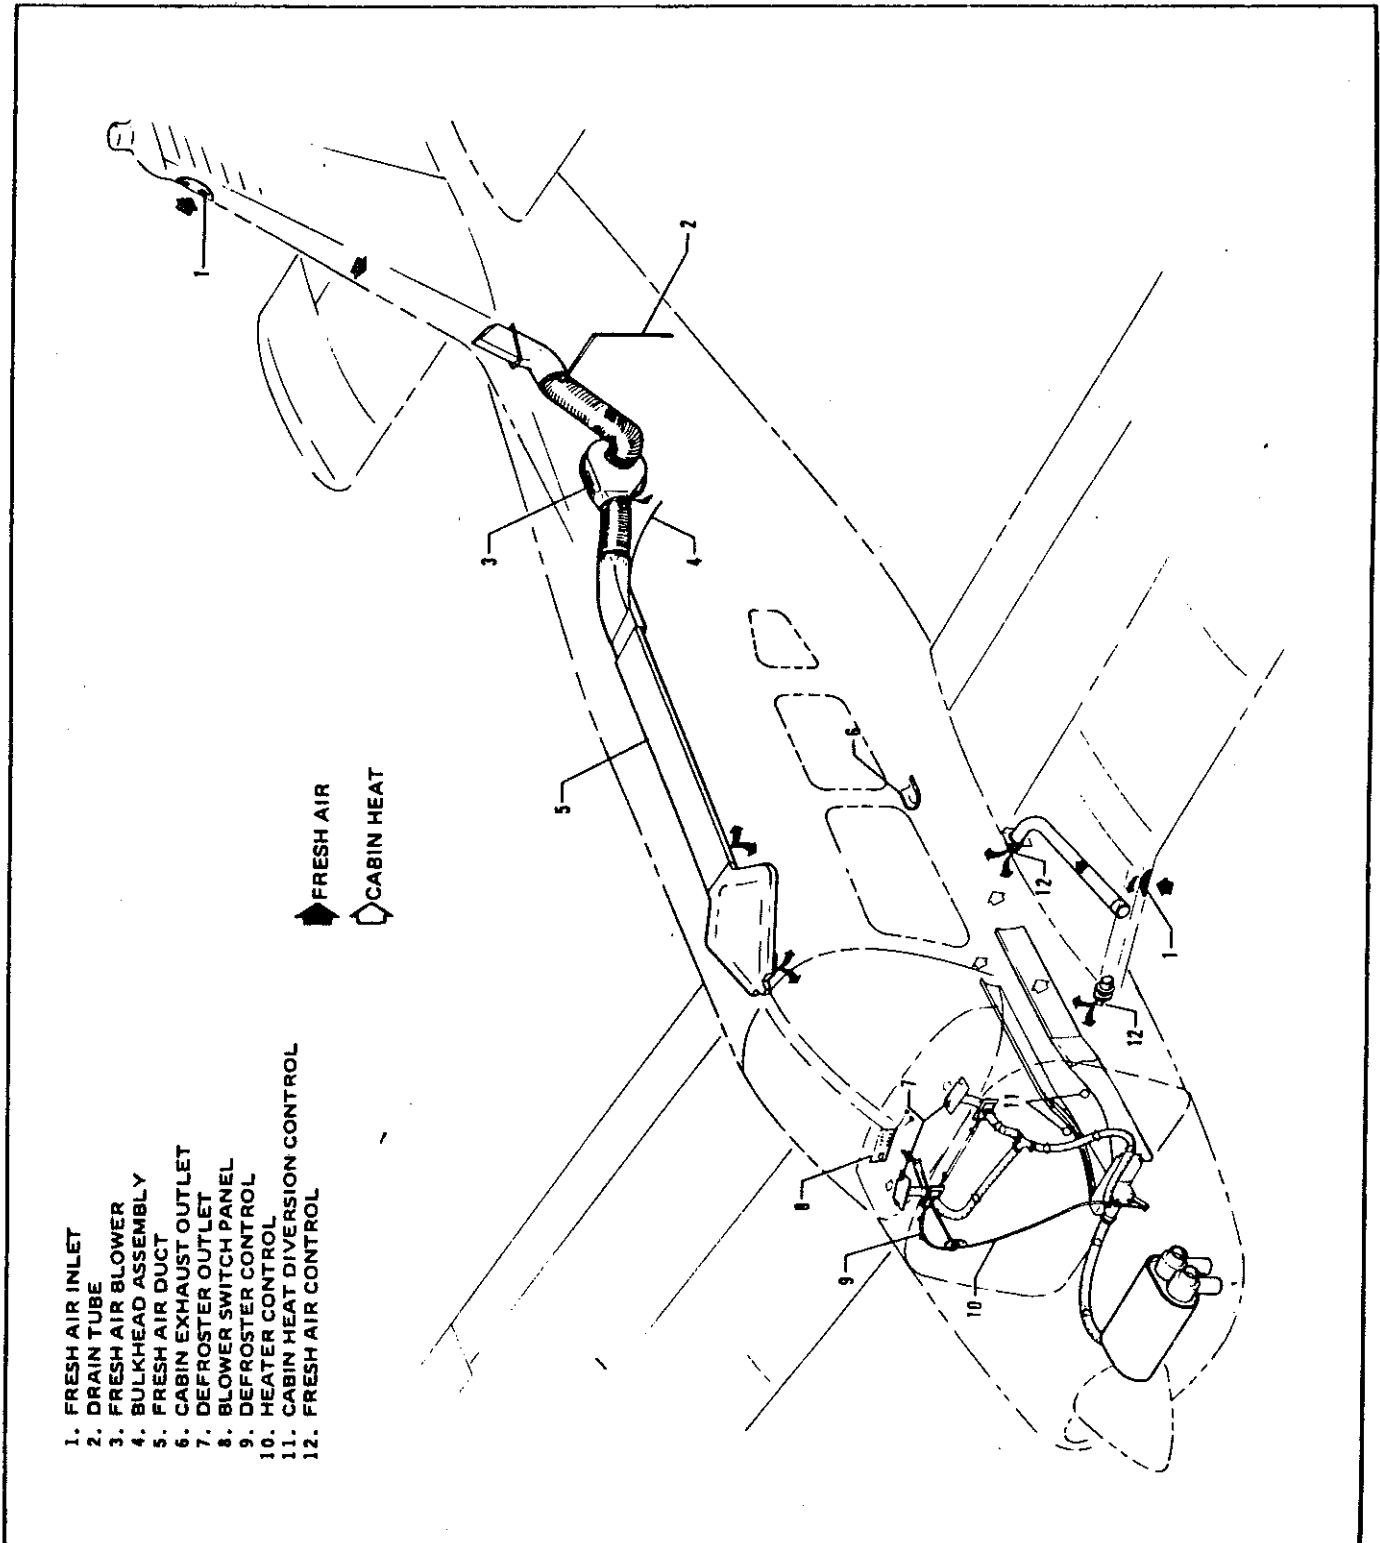 1. FRESH AIR INLET
2. DRAIN TUBE
3. FRESH AIR BLOWER
4. BULKHEAD ASSEMBLY
5. FRESH AIR DUCT
6. CABIN EXHAUST OUTLET
7. DEFROSTER OUTLET
8. BLOWER SWITCH PANEL
9. DEFROSTER CONTROL
10. HEATER CONTROL
11. CABIN HEAT DIVERSION CONTROL
12. FRESH AIR CONTROL
FRESH AIR
CABIN HEAT
1
2
3
4
5
6
7
8
9
10
11
12
12
1